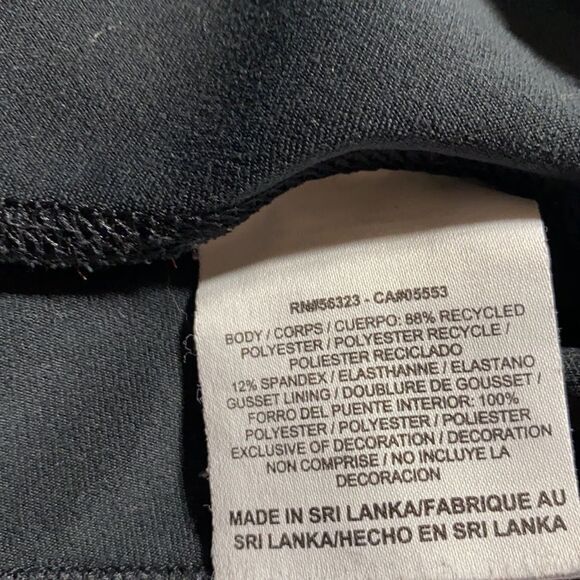 RN#56323 - CA#05553
BODY / CORPS / CUERPO: 88% RECYCLED
POLYESTER / POLYESTER RECYCLE /
POLIESTER RECICLADO
12% SPANDEX / ELASTHANNE / ELASTANO
GUSSET LINING / DOUBLURE DE GOUSSET /
FORRO DEL PUENTE INTERIOR: 100%
POLYESTER / POLYESTER / POLIESTER
EXCLUSIVE OF DECORATION / DECORATION
NON COMPRISE / NO INCLUYE LA
DECORACION
MADE IN SRI LANKA/FABRIQUE AU
SRI LANKA/HECHO EN SRI LANKA